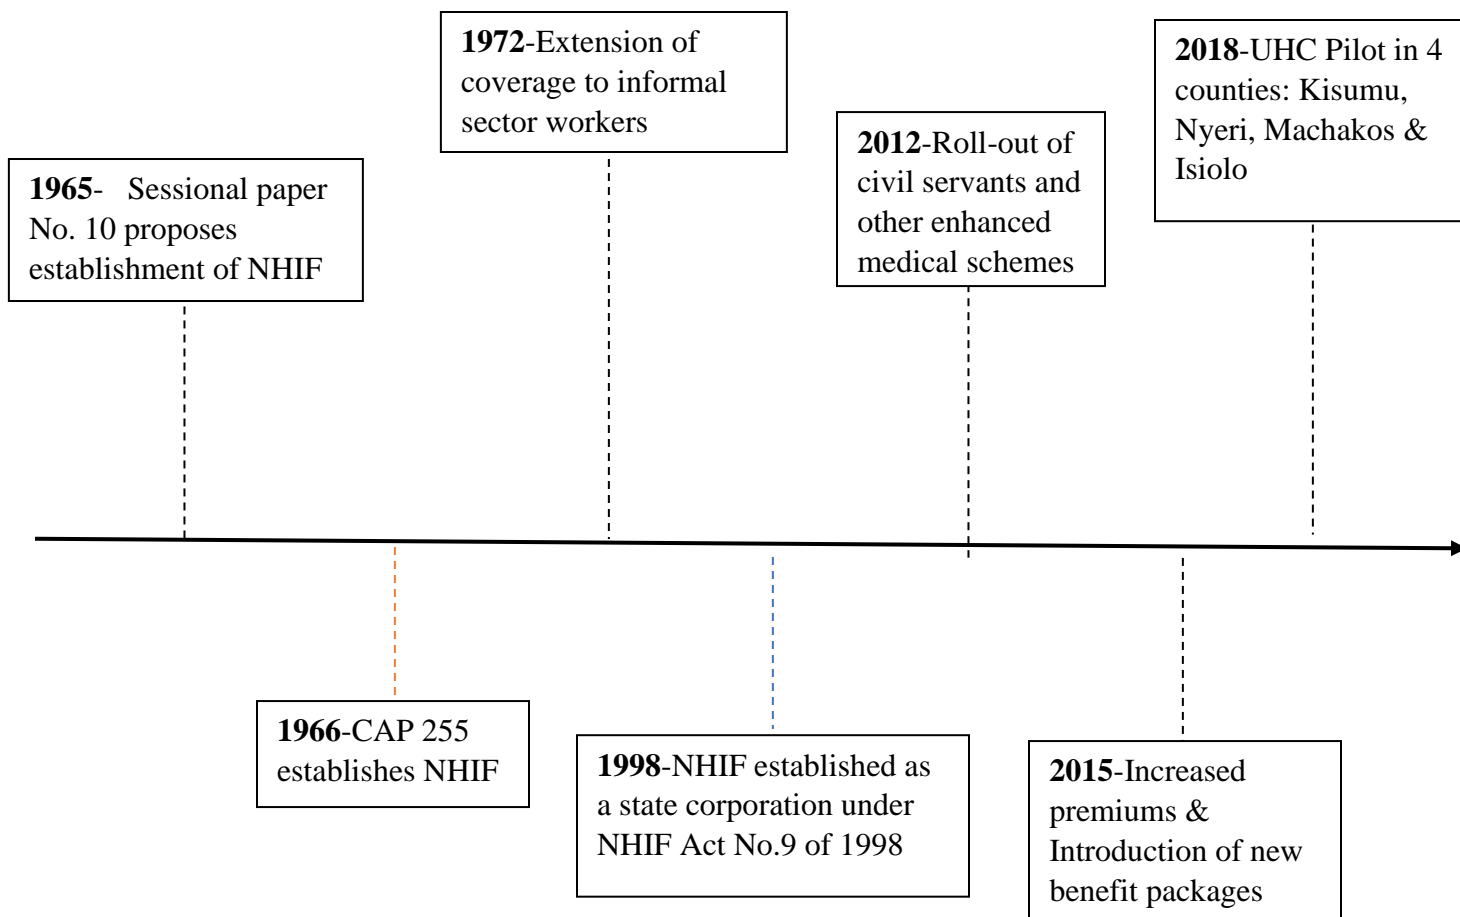 1965-   Sessional paper
No. 10 proposes
establishment of NHIF
1966-CAP 255
establishes NHIF
1972-Extension of
coverage to informal
sector workers
1998-NHIF established as
a state corporation under
NHIF Act No.9 of 1998
2012-Roll-out of
civil servants and
other enhanced
medical schemes
2015-Increased
premiums &
Introduction of new
benefit packages
2018-UHC Pilot in 4
counties: Kisumu,
Nyeri, Machakos &
Isiolo